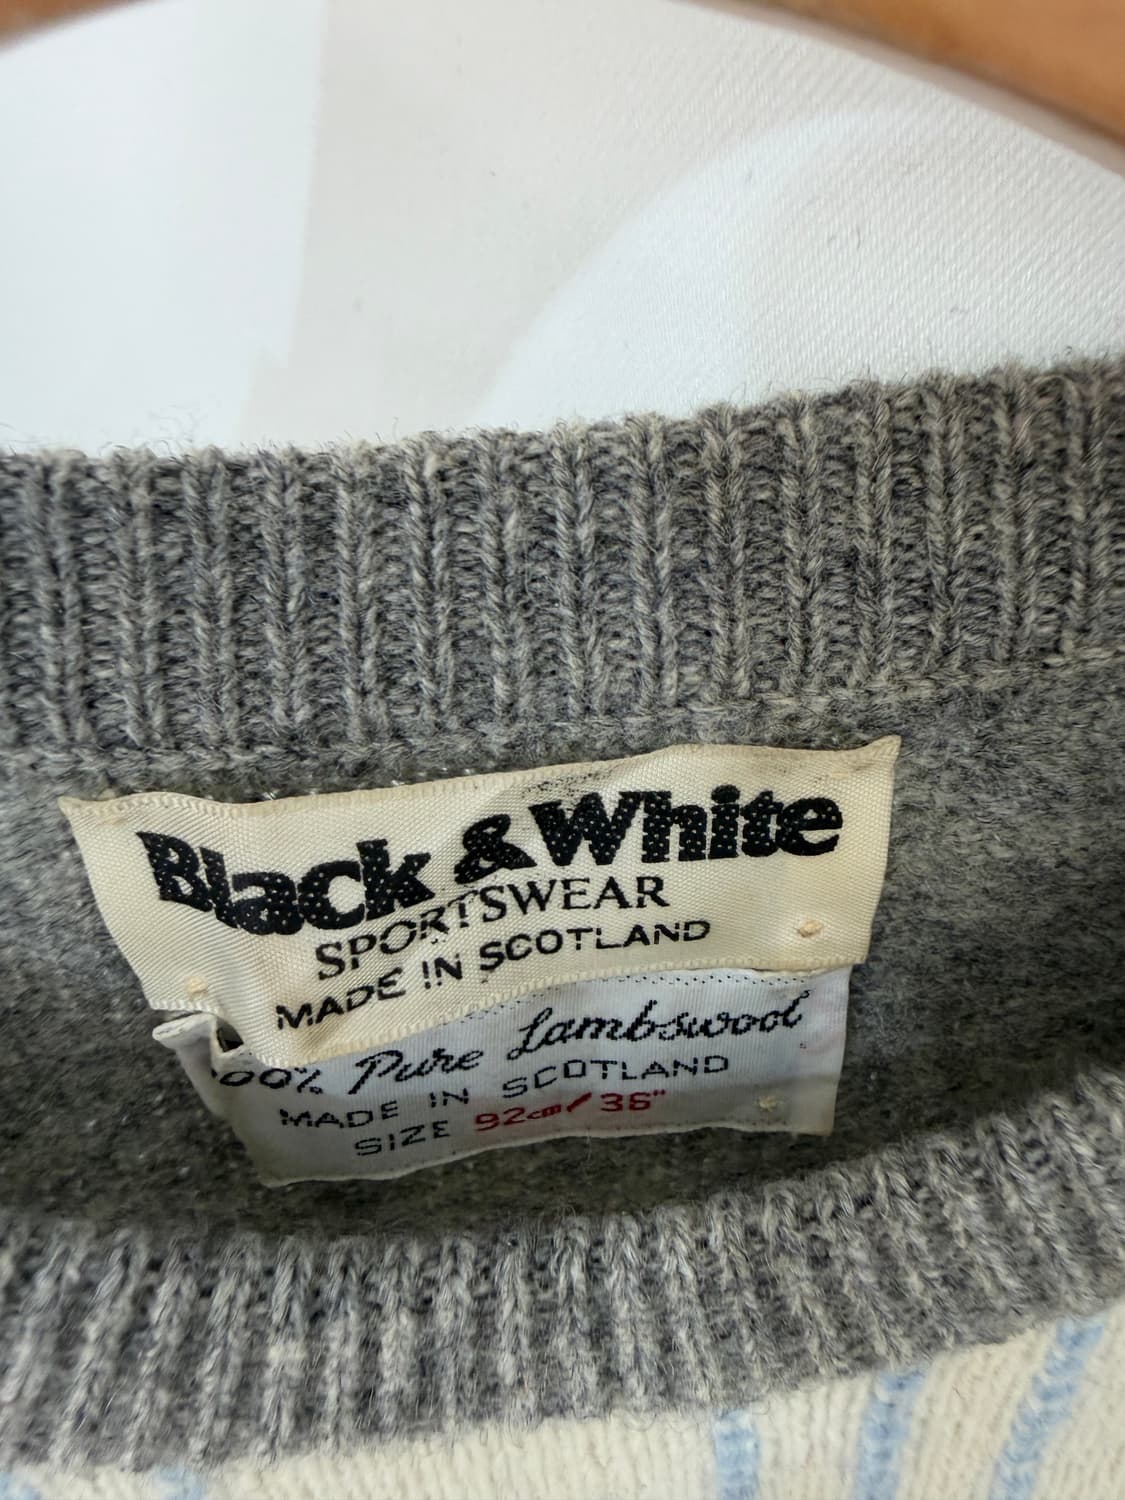 Black & White
SPORTSWEAR
MADE IN SCOTLAND
100% Pure Lambswool
MADE IN SCOTLAND
SIZE 92cm/36"